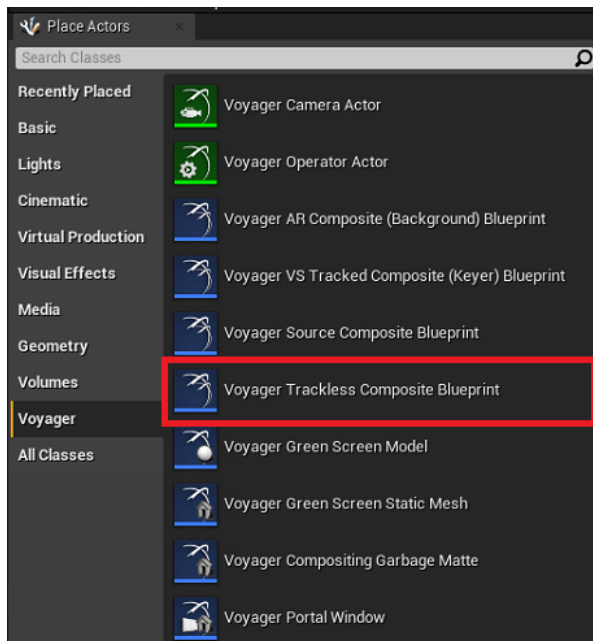 Place Actors
Search Classes
Recently Placed
Basic
Lights
Cinematic
Virtual Production
Visual Effects
Media
Geometry
Volumes
Voyager
All Classes
Voyager Camera Actor
Voyager Operator Actor
Voyager AR Composite (Background) Blueprint
Voyager VS Tracked Composite (Keyer) Blueprint
Voyager Source Composite Blueprint
Voyager Trackless Composite Blueprint
Voyager Green Screen Model
Voyager Green Screen Static Mesh
Voyager Compositing Garbage Matte
Voyager Portal Window